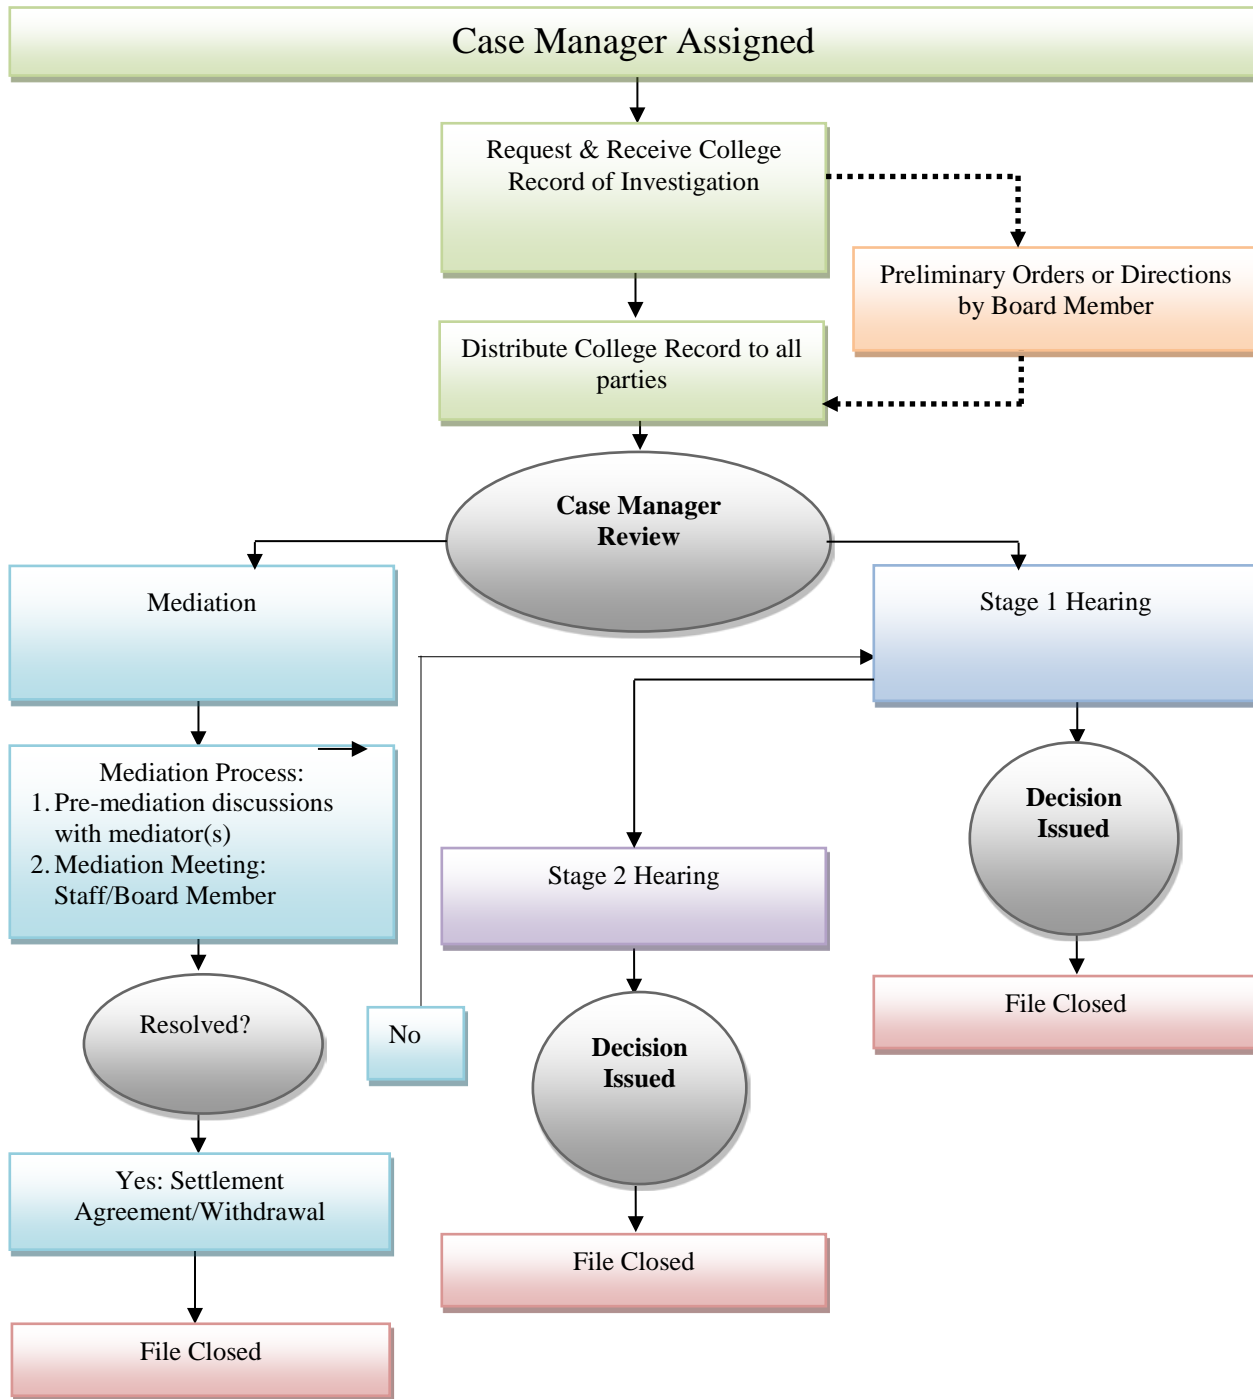 Case Manager Assigned
Request & Receive College
Record of Investigation
Preliminary Orders or Directions
by Board Member
Distribute College Record to all
parties
Case Manager
Review
Mediation
Stage 1 Hearing
Mediation Process:
1. Pre-mediation discussions
with mediator(s)
2. Mediation Meeting:
Staff/Board Member
Decision
Issued
Stage 2 Hearing
File Closed
Resolved?
No
Decision
Issued
Yes: Settlement
Agreement/Withdrawal
File Closed
File Closed